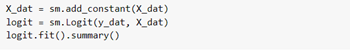 X_dat = sm.add_constant(X_dat)
logit = sm.Logit(y_dat, X_dat)
logit.fit().summary()